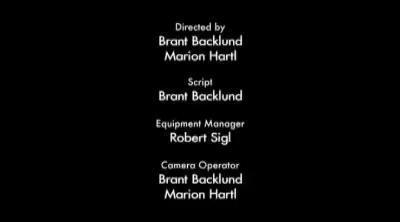 Directed by
Brant Backlund
Marion Hartl
Script
Brant Backlund
Equipment Manager
Robert Sigl
Camera Operator
Brant Backlund
Marion Hartl